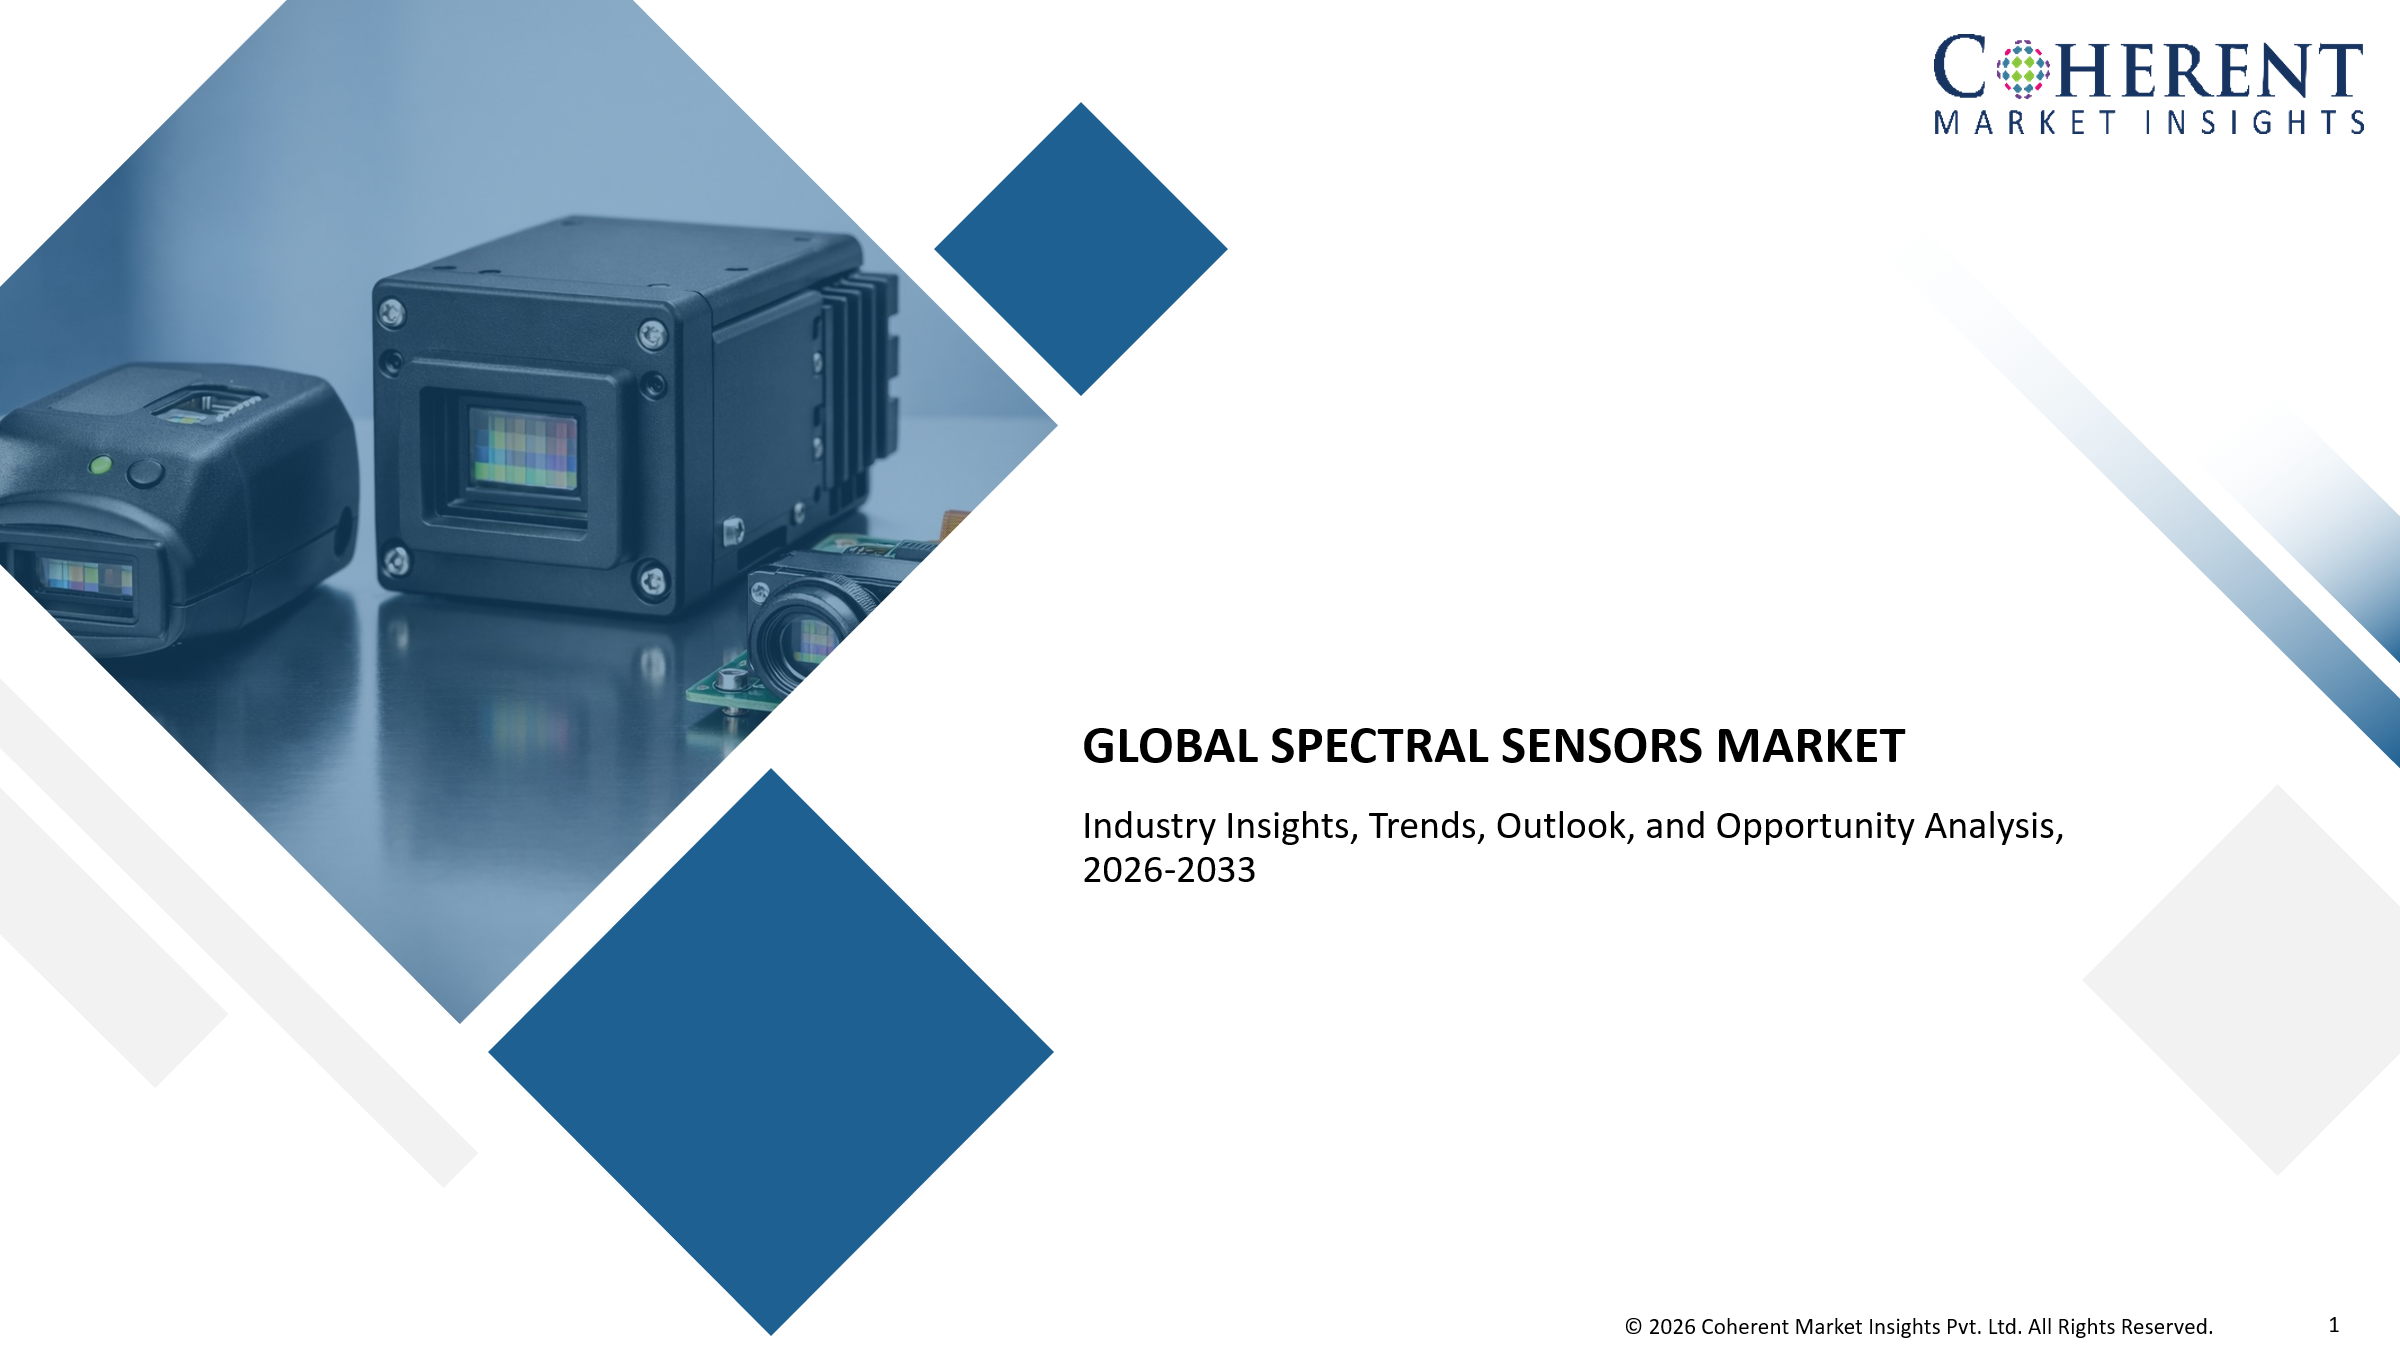 COHERENT
MARKET INSIGHTS
GLOBAL SPECTRAL SENSORS MARKET
Industry Insights, Trends, Outlook, and Opportunity Analysis,
2026-2033
© 2026 Coherent Market Insights Pvt. Ltd. All Rights Reserved.
1